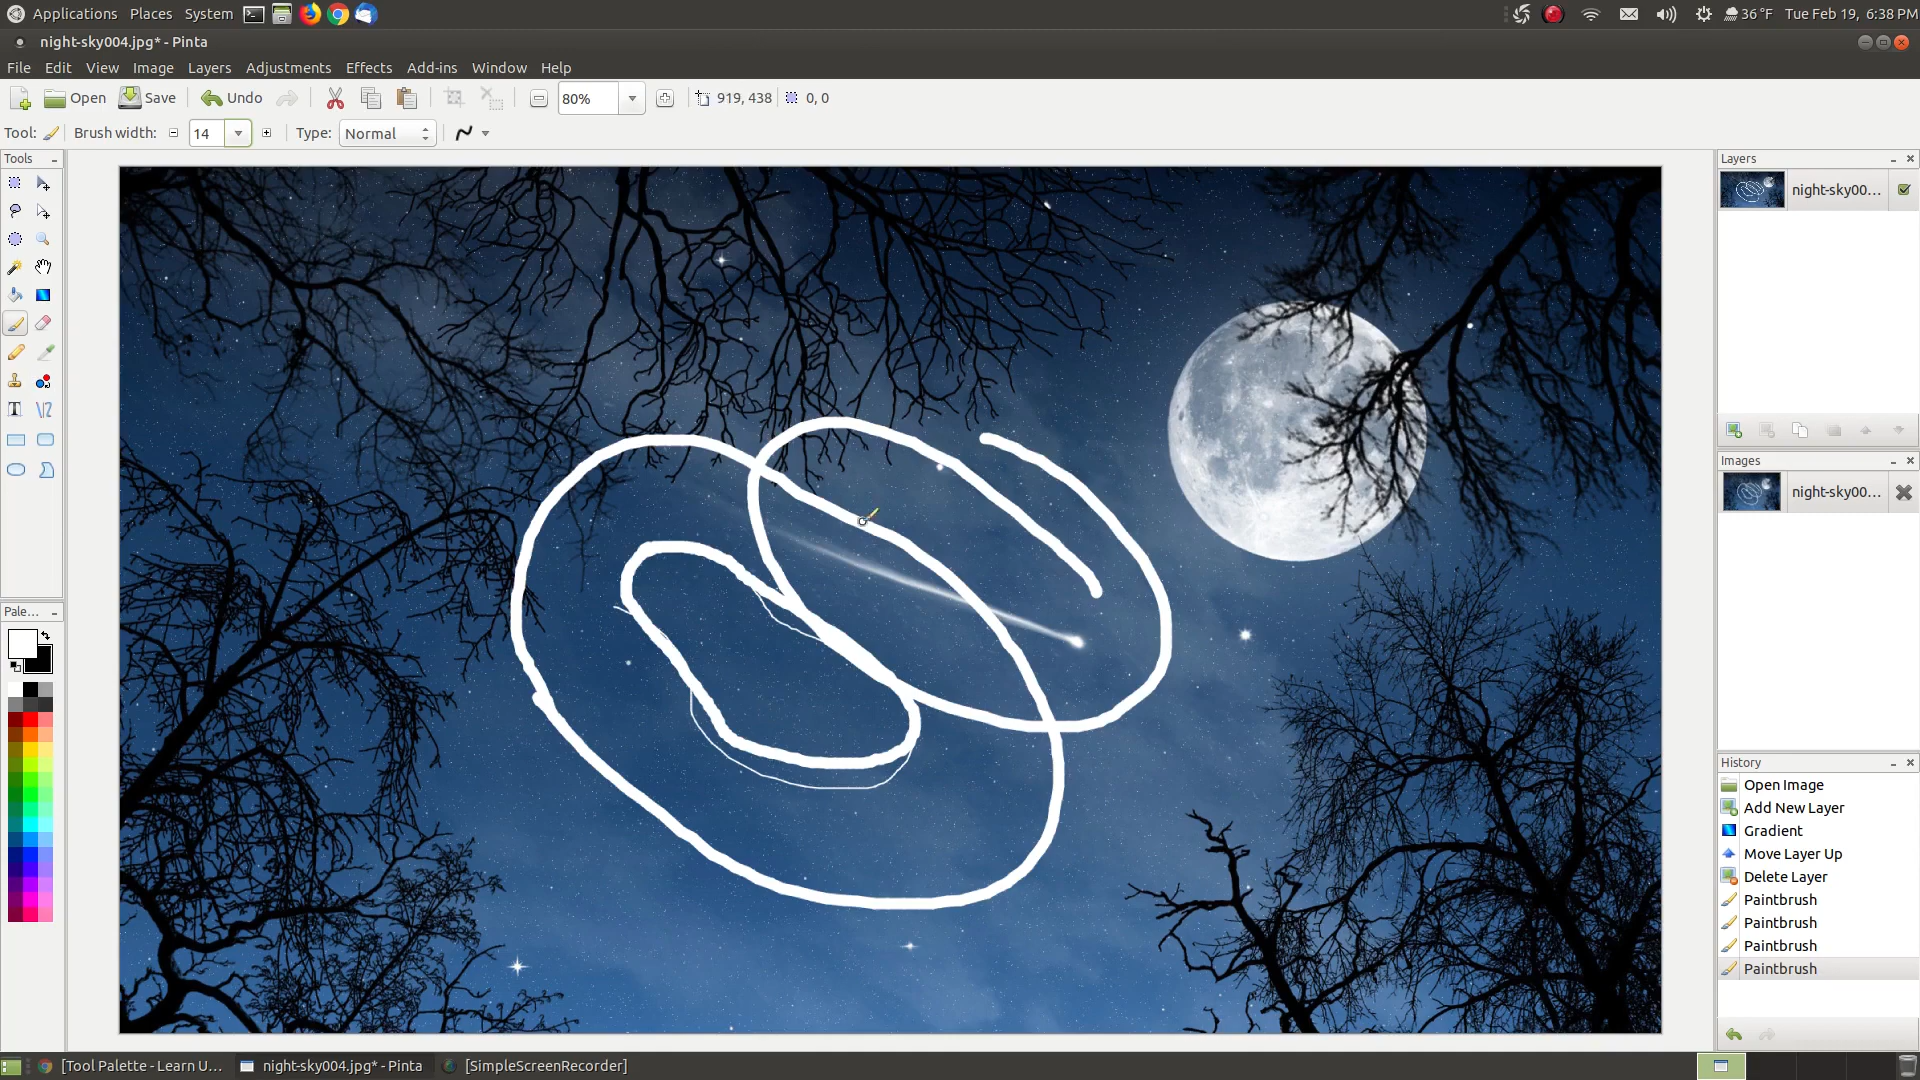 Applications Places System 36 °F Tue Feb 19, 6:38 PM
night-sky004.jpg* - Pinta
File Edit View Image Layers Adjustments Effects Add-ins Window Help
Open Save Undo 80% 919, 438 0, 0
Tool: Brush width: 14 Type: Normal
Tools
Layers
night-sky00...
Images
night-sky00...
Pale...
History
Open Image
Add New Layer
Gradient
Move Layer Up
Delete Layer
Paintbrush
Paintbrush
Paintbrush
Paintbrush
[Tool Palette - Learn U... night-sky004.jpg* - Pinta [SimpleScreenRecorder]